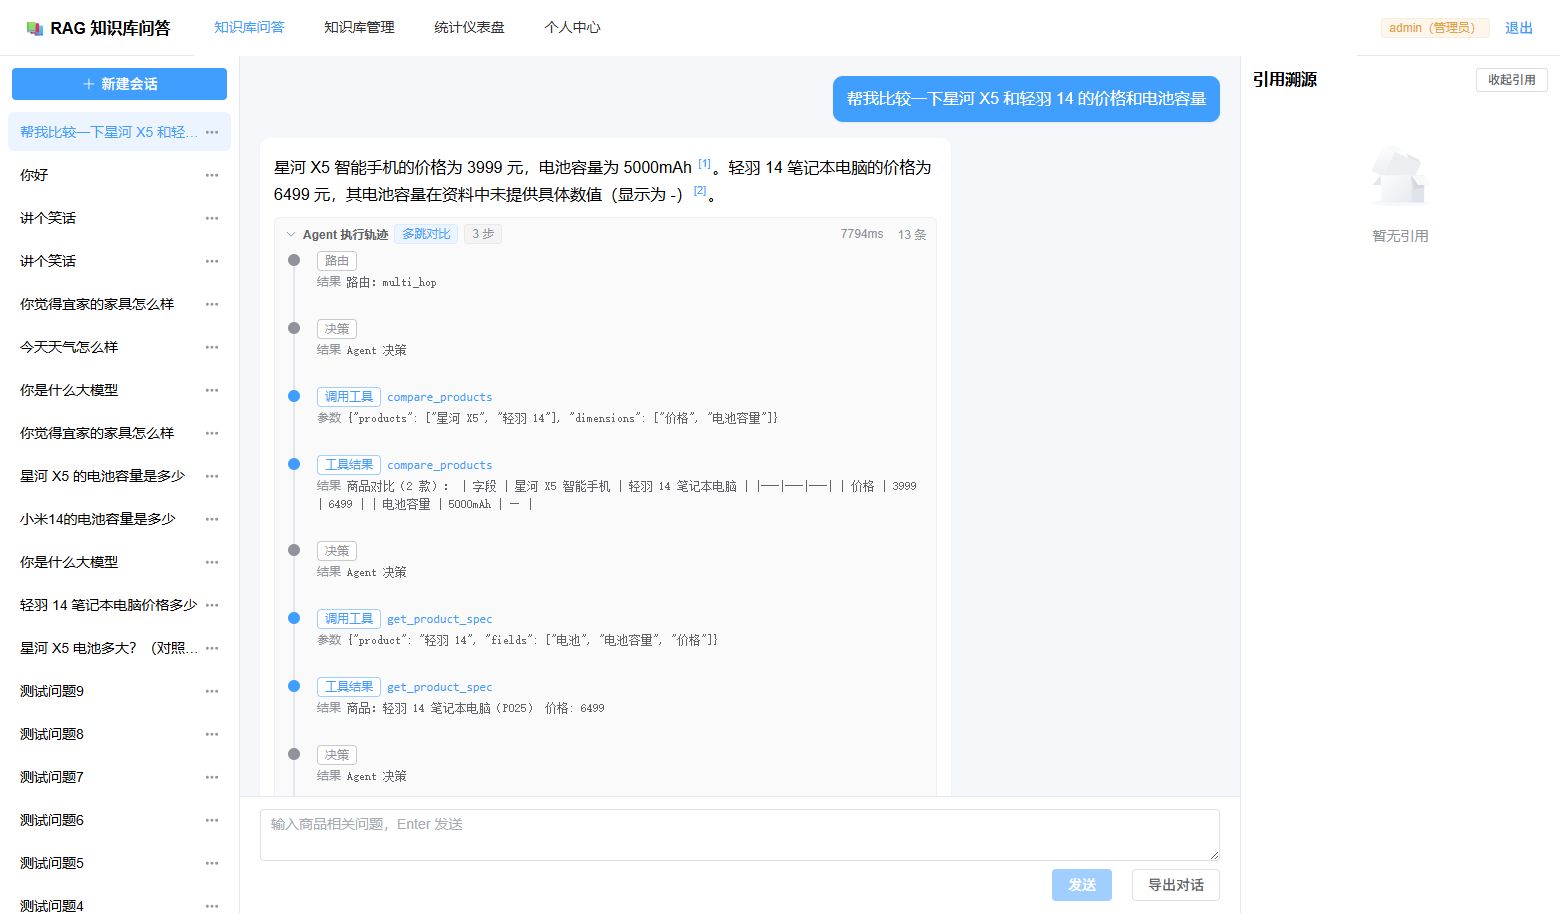 RAG 知识库问答
知识库问答
知识库管理
统计仪表盘
个人中心
admin（管理员）
退出
＋ 新建会话
帮我比较一下星河 X5 和轻…
你好
讲个笑话
讲个笑话
你觉得宜家的家具怎么样
今天天气怎么样
你是什么大模型
你觉得宜家的家具怎么样
星河 X5 的电池容量是多少
小米14的电池容量是多少
你是什么大模型
轻羽 14 笔记本电脑价格多少
星河 X5 电池多大？（对照…
测试问题9
测试问题8
测试问题7
测试问题6
测试问题5
测试问题4
帮我比较一下星河 X5 和轻羽 14 的价格和电池容量
星河 X5 智能手机的价格为 3999 元，电池容量为 5000mAh [1]。轻羽 14 笔记本电脑的价格为
6499 元，其电池容量在资料中未提供具体数值（显示为 -）[2]。
Agent 执行轨迹 多跳对比 3 步 7794ms 13 条
路由
结果 路由: multi_hop
决策
结果 Agent 决策
调用工具 compare_products
参数 {"products": ["星河 X5", "轻羽 14"], "dimensions": ["价格", "电池容量"]}
工具结果 compare_products
结果 商品对比（2 款）： | 字段 | 星河 X5 智能手机 | 轻羽 14 笔记本电脑 | |——|——|——| | 价格 | 3999
| 6499 | | 电池容量 | 5000mAh | — |
决策
结果 Agent 决策
调用工具 get_product_spec
参数 {"product": "轻羽 14", "fields": ["电池", "电池容量", "价格"]}
工具结果 get_product_spec
结果 商品: 轻羽 14 笔记本电脑（P025） 价格: 6499
决策
结果 Agent 决策
输入商品相关问题，Enter 发送
发送
导出对话
引用溯源
收起引用
暂无引用